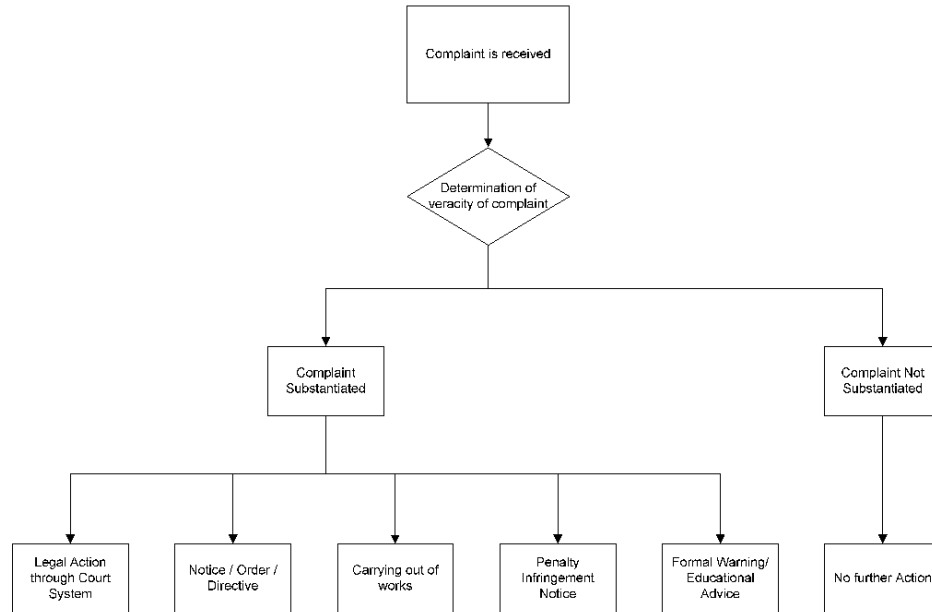 Complaint is received
Determination of
veracity of complaint
Complaint
Substantiated
Complaint Not
Substantiated
Legal Action
through Court
System
Notice / Order /
Directive
Carrying out of
works
Penalty
Infringement
Notice
Formal Warning/
Educational
Advice
No further Action